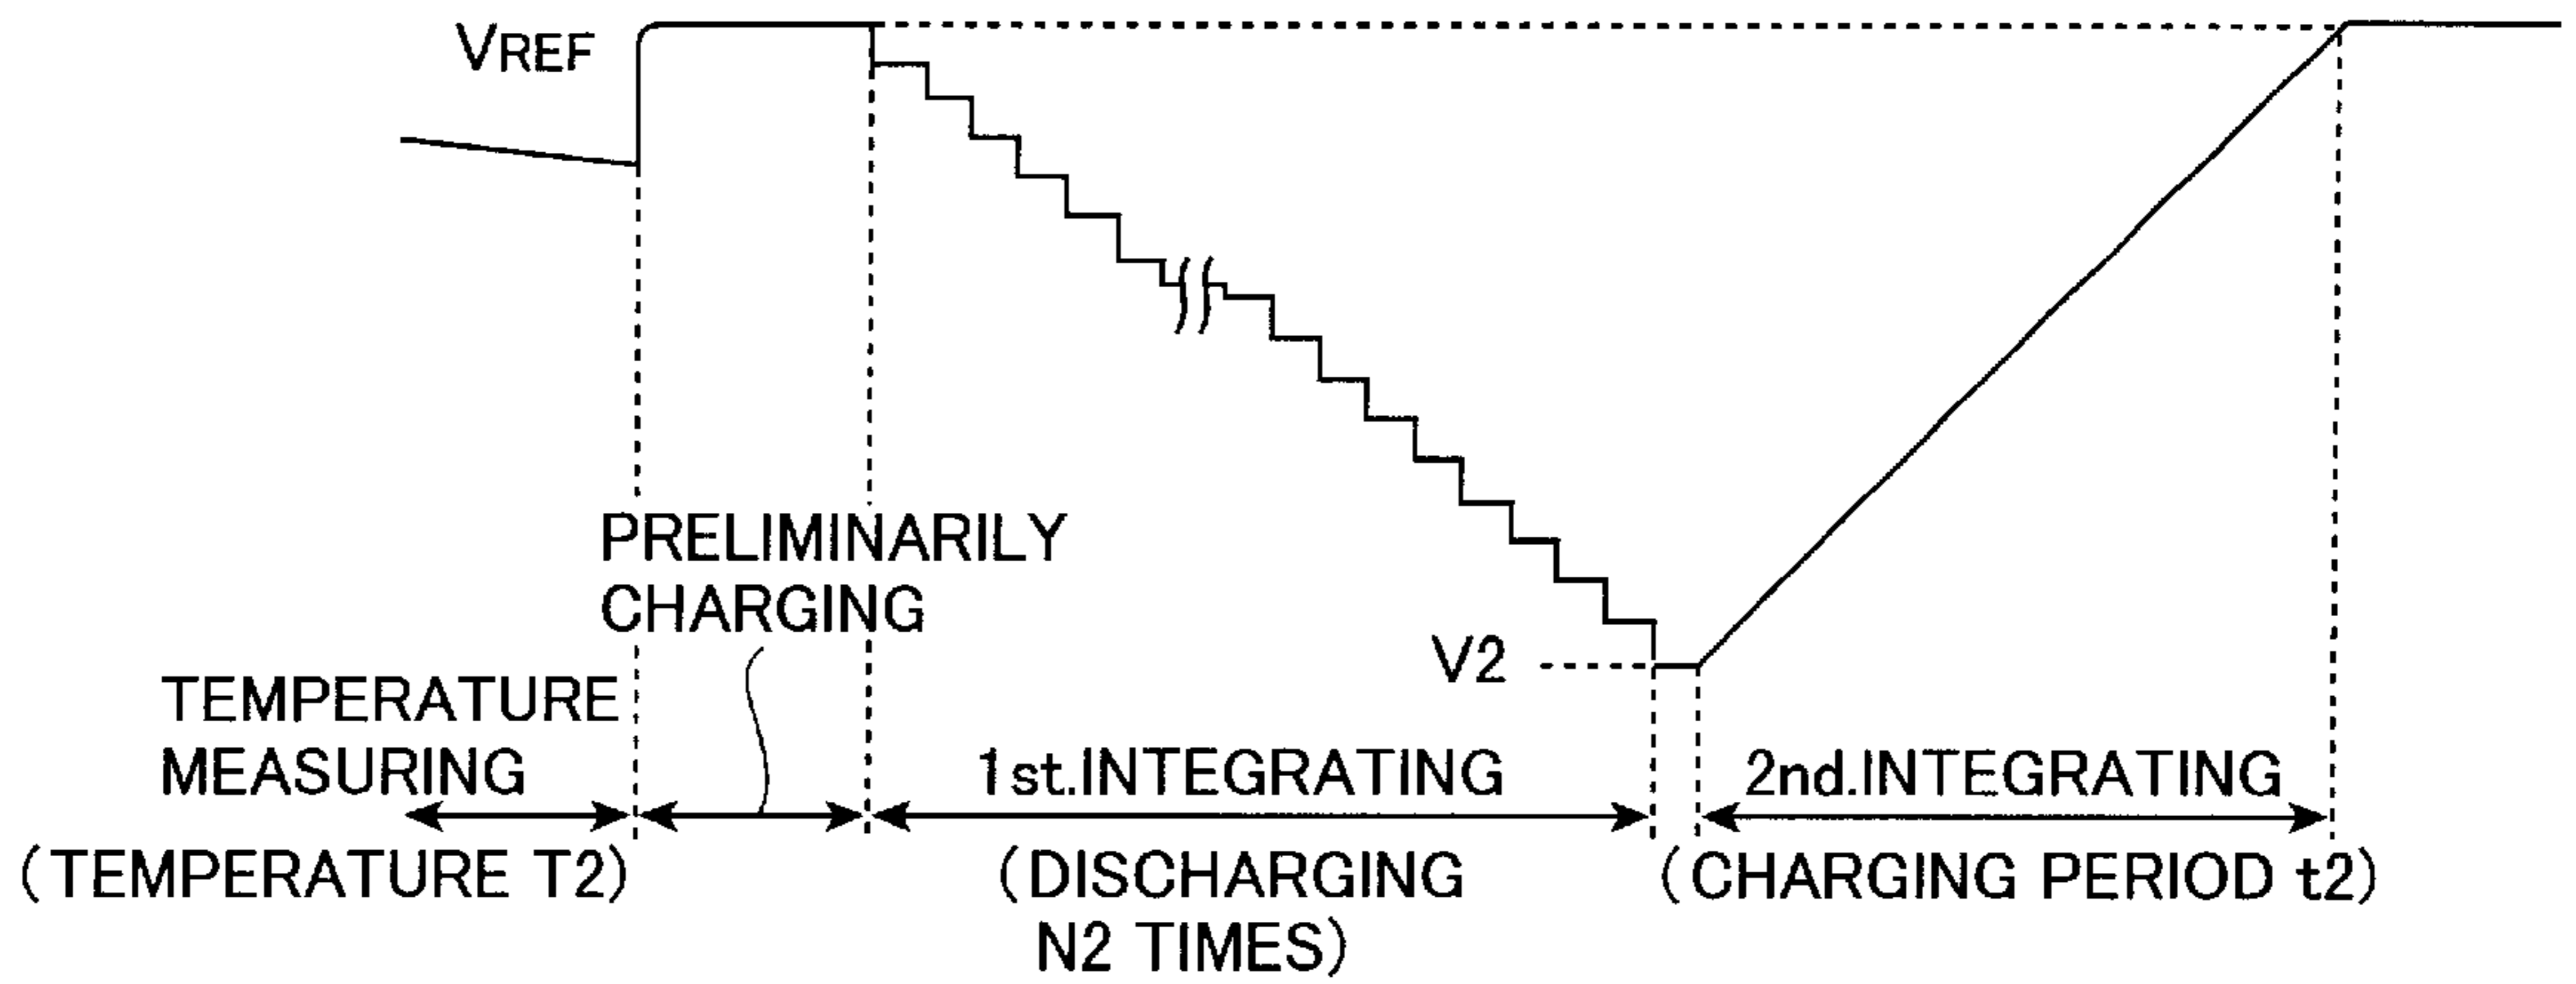 VREF
PRELIMINARILY
CHARGING
V2
TEMPERATURE
MEASURING
1st.INTEGRATING
2nd.INTEGRATING
(TEMPERATURE T2)
(DISCHARGING
N2 TIMES)
(CHARGING PERIOD t2)